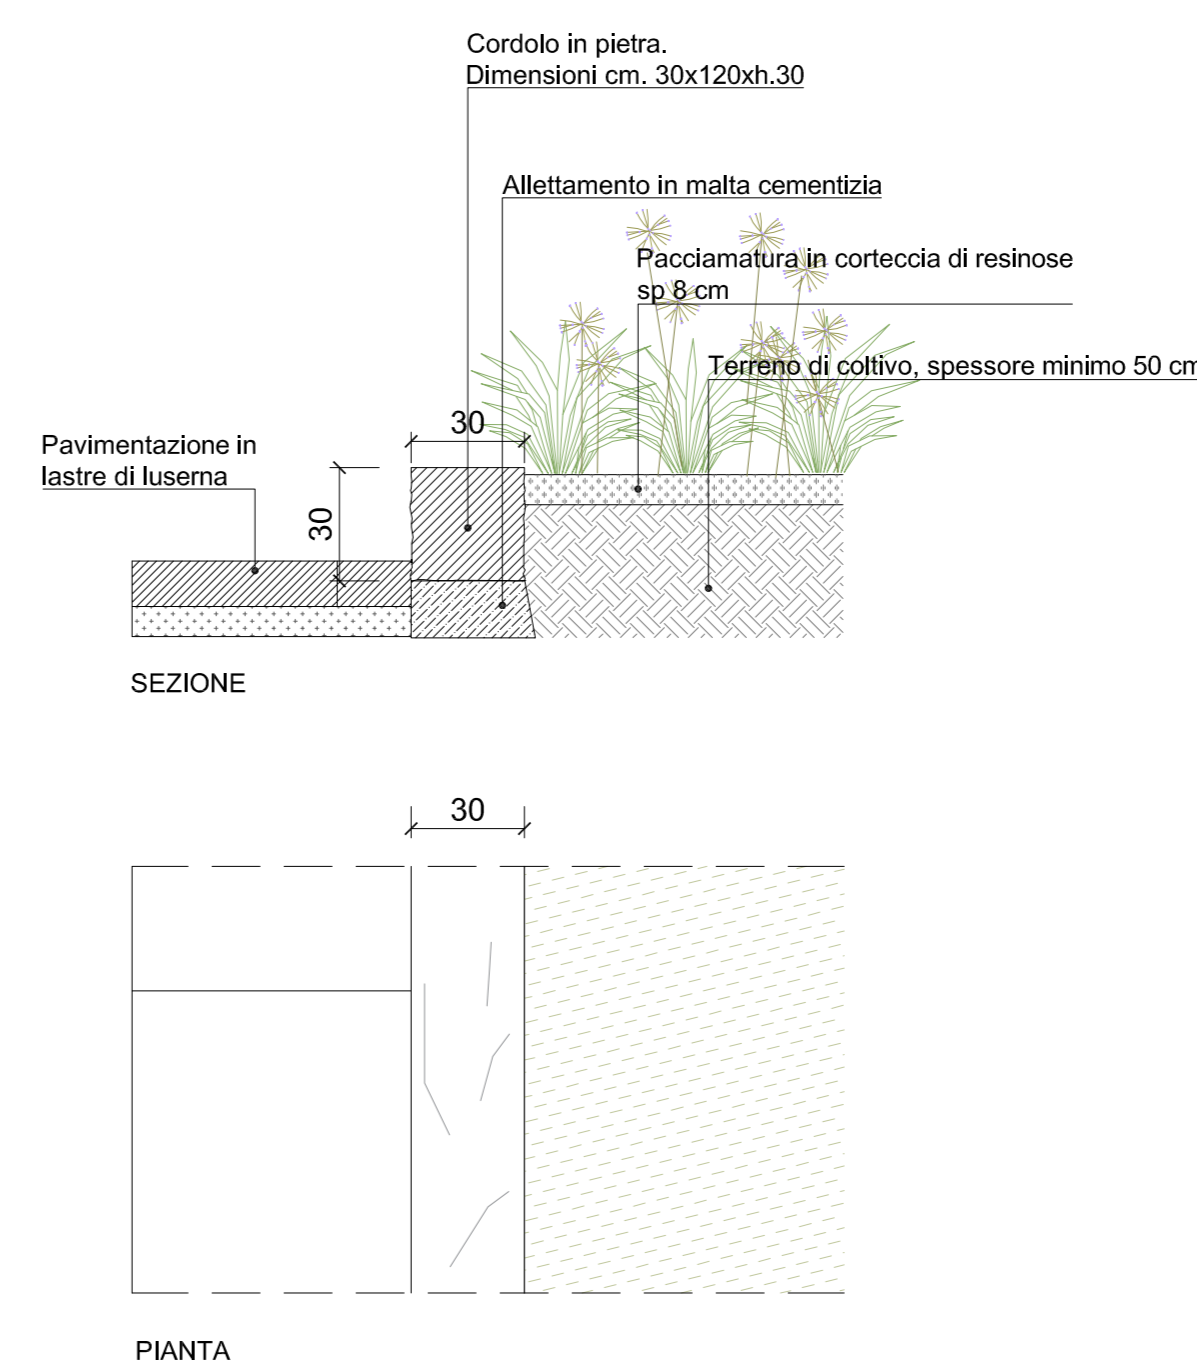 Cordolo in pietra.
Dimensioni cm. 30x120xh.30
Allettamento in malta cementizia
Pacciamatura in corteccia di resinose
sp 8 cm
Terreno di coltivo, spessore minimo 50 cm
30
Pavimentazione in
lastre di luserna
30
SEZIONE
30
PIANTA